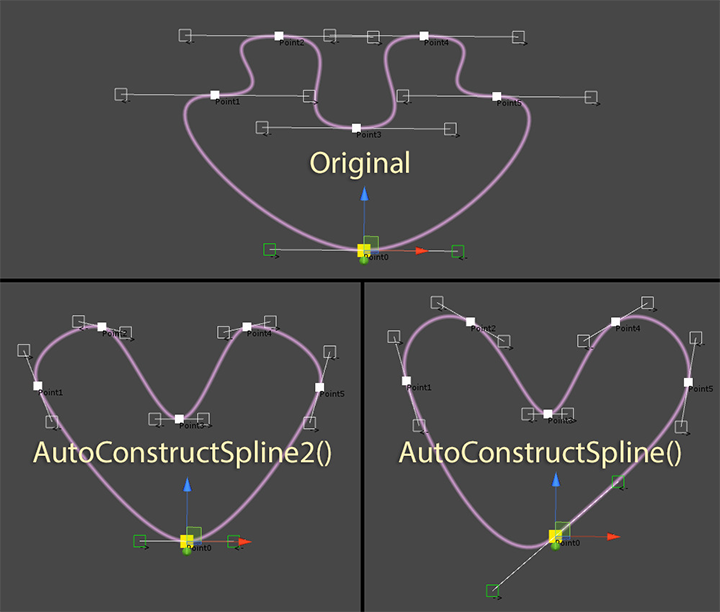 Point2
Point4
Point1
Point5
Point3
Original
Point0
Point2
Point4
Point1
Point5
Point3
AutoConstructSpline2()
Point0
Point2
Point4
Point1
Point5
Point3
AutoConstructSpline()
Point0